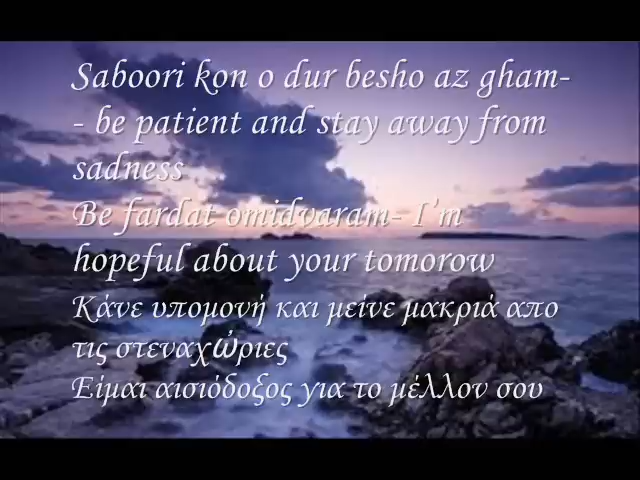 Saboori kon o dur besho az gham-
- be patient and stay away from
sadness
Be fardat omidvaram- I'm
hopeful about your tomorow
Κάνε υπομονή και μείνε μακριά απο
τις στεναχὠριες
Είμαι αισιόδοξος για το μέλλον σου